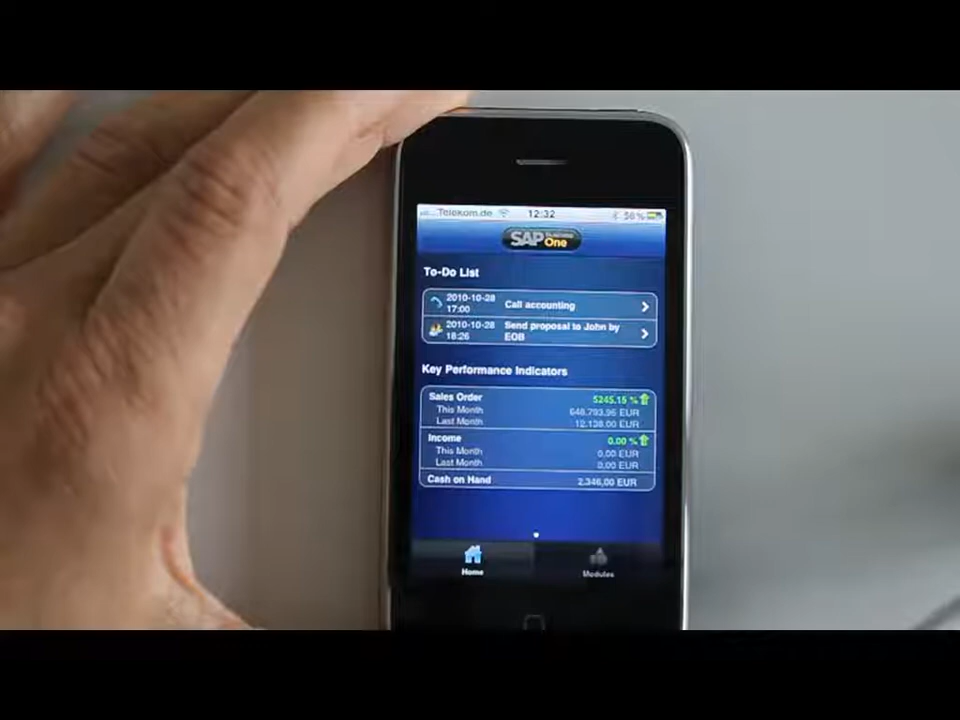 Telekom.de 12:32 56%
SAP Business One
To-Do List
2010-10-28 17:00 Call accounting
2010-10-28 18:26 Send proposal to John by EOB
Key Performance Indicators
Sales Order 5245.15 %
This Month 648.793,96 EUR
Last Month 12.138,00 EUR
Income 0.00 %
This Month 0,00 EUR
Last Month 0,00 EUR
Cash on Hand 2.346,00 EUR
Home Modules